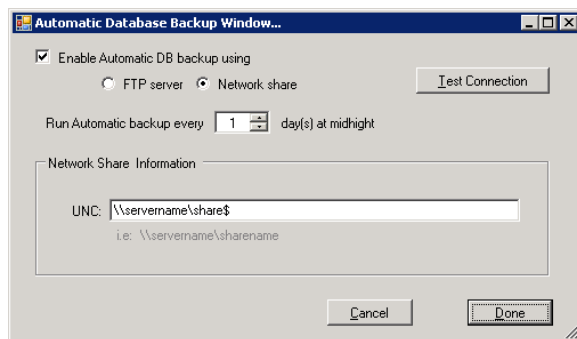 Automatic Database Backup Window...
Enable Automatic DB backup using
FTP server Network share
Test Connection
Run Automatic backup every 1 day(s) at midhight
Network Share Information
UNC: \\servername\share$
i.e: \\servername\sharename
Cancel Done